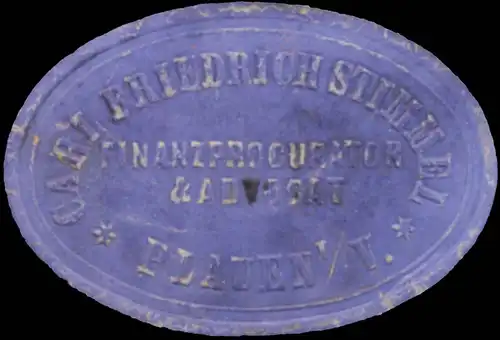 CARL FRIEDRICH STIMMEL
FINANZPROCURATOR
& ADVOCAT
PLAUEN I/V.